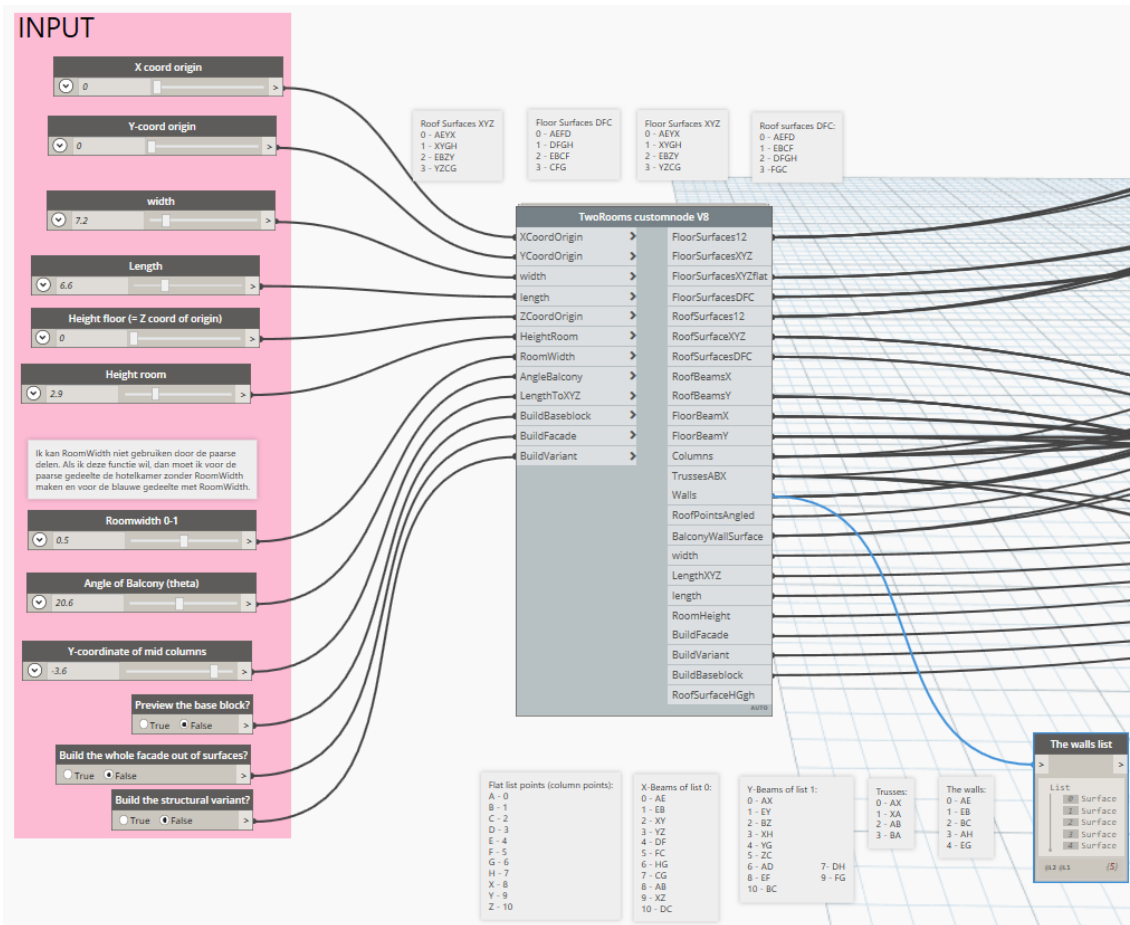 INPUT
X coord origin
0
>
Y-coord origin
0
>
width
7.2
>
Length
6.6
>
Height floor (= Z coord of origin)
0
>
Height room
2.9
>
Ik kan RoomWidth niet gebruiken door de paarse
delen. Als ik deze functie wil, dan moet ik voor de
paarse gedeelte de hotelkamer zonder RoomWidth
maken en voor de blauwe gedeelte met RoomWidth.
Roomwidth 0-1
0.5
>
Angle of Balcony (theta)
20.6
>
Y-coordinate of mid columns
-3.6
>
Preview the base block?
True False
>
Build the whole facade out of surfaces?
True False
>
Build the structural variant?
True False
>
Roof Surfaces XYZ
0 - AEYX
1 - XYGH
2 - EBZY
3 - YZCG
Floor Surfaces DFC
0 - AEFD
1 - DFGH
2 - EBCF
3 - CFG
Floor Surfaces XYZ
0 - AEYX
1 - XYGH
2 - EBZY
3 - YZCG
Roof surfaces DFC:
0 - AEFD
1 - EBCF
2 - DFGH
3 -FGC
TwoRooms customnode V8
XCoordOrigin >
YCoordOrigin >
width >
length >
ZCoordOrigin >
HeightRoom >
RoomWidth >
AngleBalcony >
LengthToXYZ >
BuildBaseblock >
BuildFacade >
BuildVariant >
FloorSurfaces12
FloorSurfacesXYZ
FloorSurfacesXYZflat
FloorSurfacesDFC
RoofSurfaces12
RoofSurfaceXYZ
RoofSurfacesDFC
RoofBeamsX
RoofBeamsY
FloorBeamX
FloorBeamY
Columns
TrussesABX
Walls
RoofPointsAngled
BalconyWallSurface
width
LengthXYZ
length
RoomHeight
BuildFacade
BuildVariant
BuildBaseblock
RoofSurfaceHGgh
AUTO
Flat list points (column points):
A - 0
B - 1
C - 2
D - 3
E - 4
F - 5
G - 6
H - 7
X - 8
Y - 9
Z - 10
X-Beams of list 0:
0 - AE
1 - EB
2 - XY
3 - YZ
4 - DF
5 - FC
6 - HG
7 - CG
8 - AB
9 - XZ
10 - DC
Y-Beams of list 1:
0 - AX
1 - EY
2 - BZ
3 - XH
4 - YG
5 - ZC
6 - AD 7- DH
8 - EF 9 - FG
10 - BC
Trusses:
0 - AX
1 - XA
2 - AB
3 - BA
The walls:
0 - AE
1 - EB
2 - BC
3 - AH
4 - EG
The walls list
> >
List
0 Surface
1 Surface
2 Surface
3 Surface
4 Surface
@L2 @L1 {5}